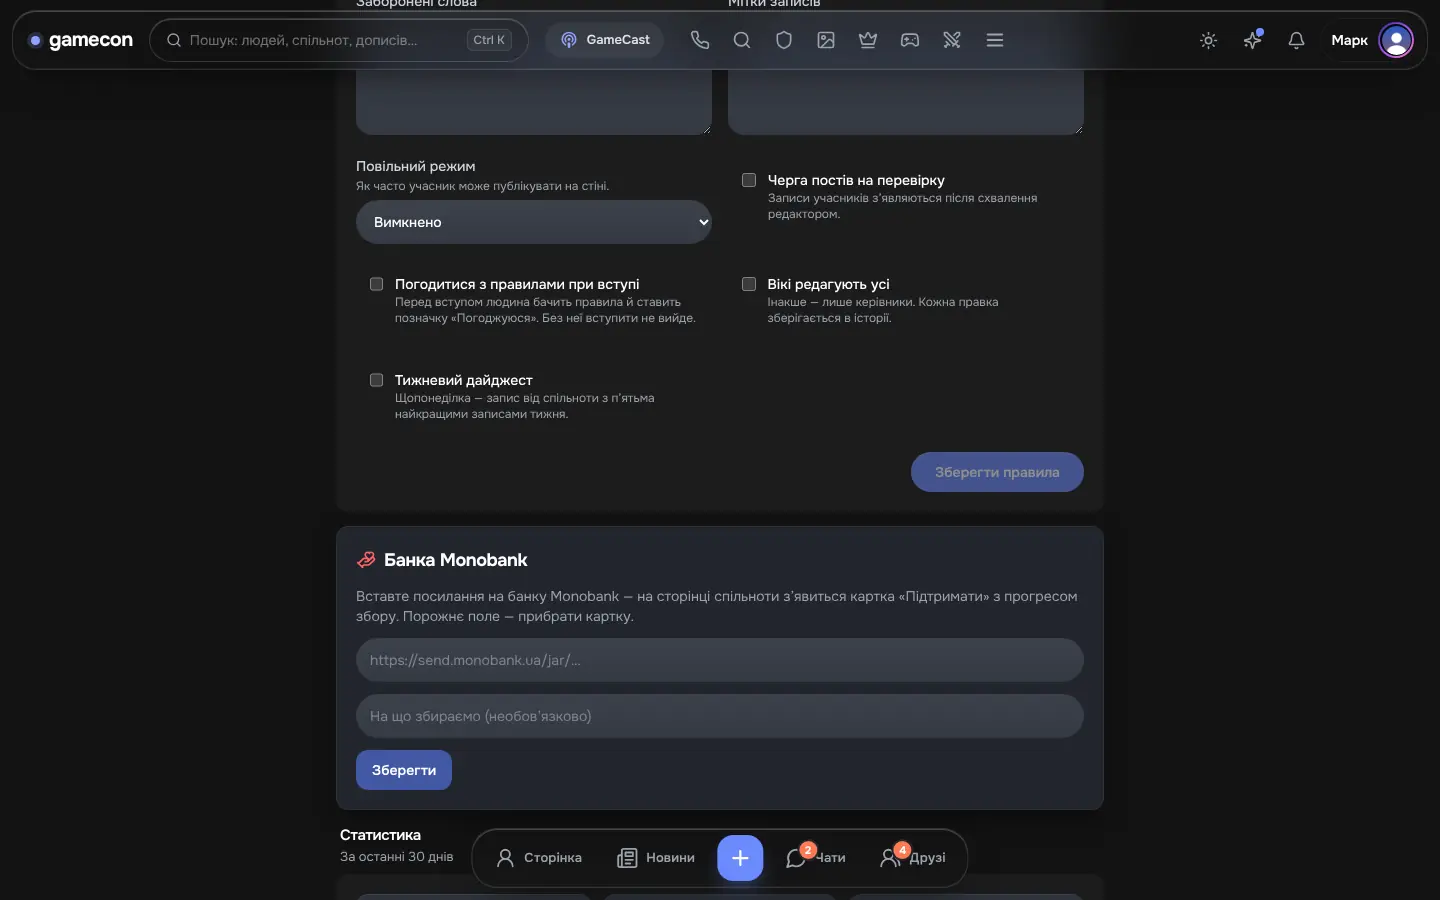 Заборонені слова
Мітки записів
gamecon
Пошук: людей, спільнот, дописів…
Ctrl K
GameCast
Марк
Повільний режим
Як часто учасник може публікувати на стіні.
Вимкнено
Черга постів на перевірку
Записи учасників з’являються після схвалення
редактором.
Погодитися з правилами при вступі
Перед вступом людина бачить правила й ставить
позначку «Погоджуюся». Без неї вступити не вийде.
Вікі редагують усі
Інакше — лише керівники. Кожна правка
зберігається в історії.
Тижневий дайджест
Щопонеділка — запис від спільноти з п’ятьма
найкращими записами тижня.
Зберегти правила
Банка Monobank
Вставте посилання на банку Monobank — на сторінці спільноти з’явиться картка «Підтримати» з прогресом
збору. Порожнє поле — прибрати картку.
https://send.monobank.ua/jar/…
На що збираємо (необов’язково)
Зберегти
Статистика
За останні 30 днів
Сторінка
Новини
2
Чати
4
Друзі